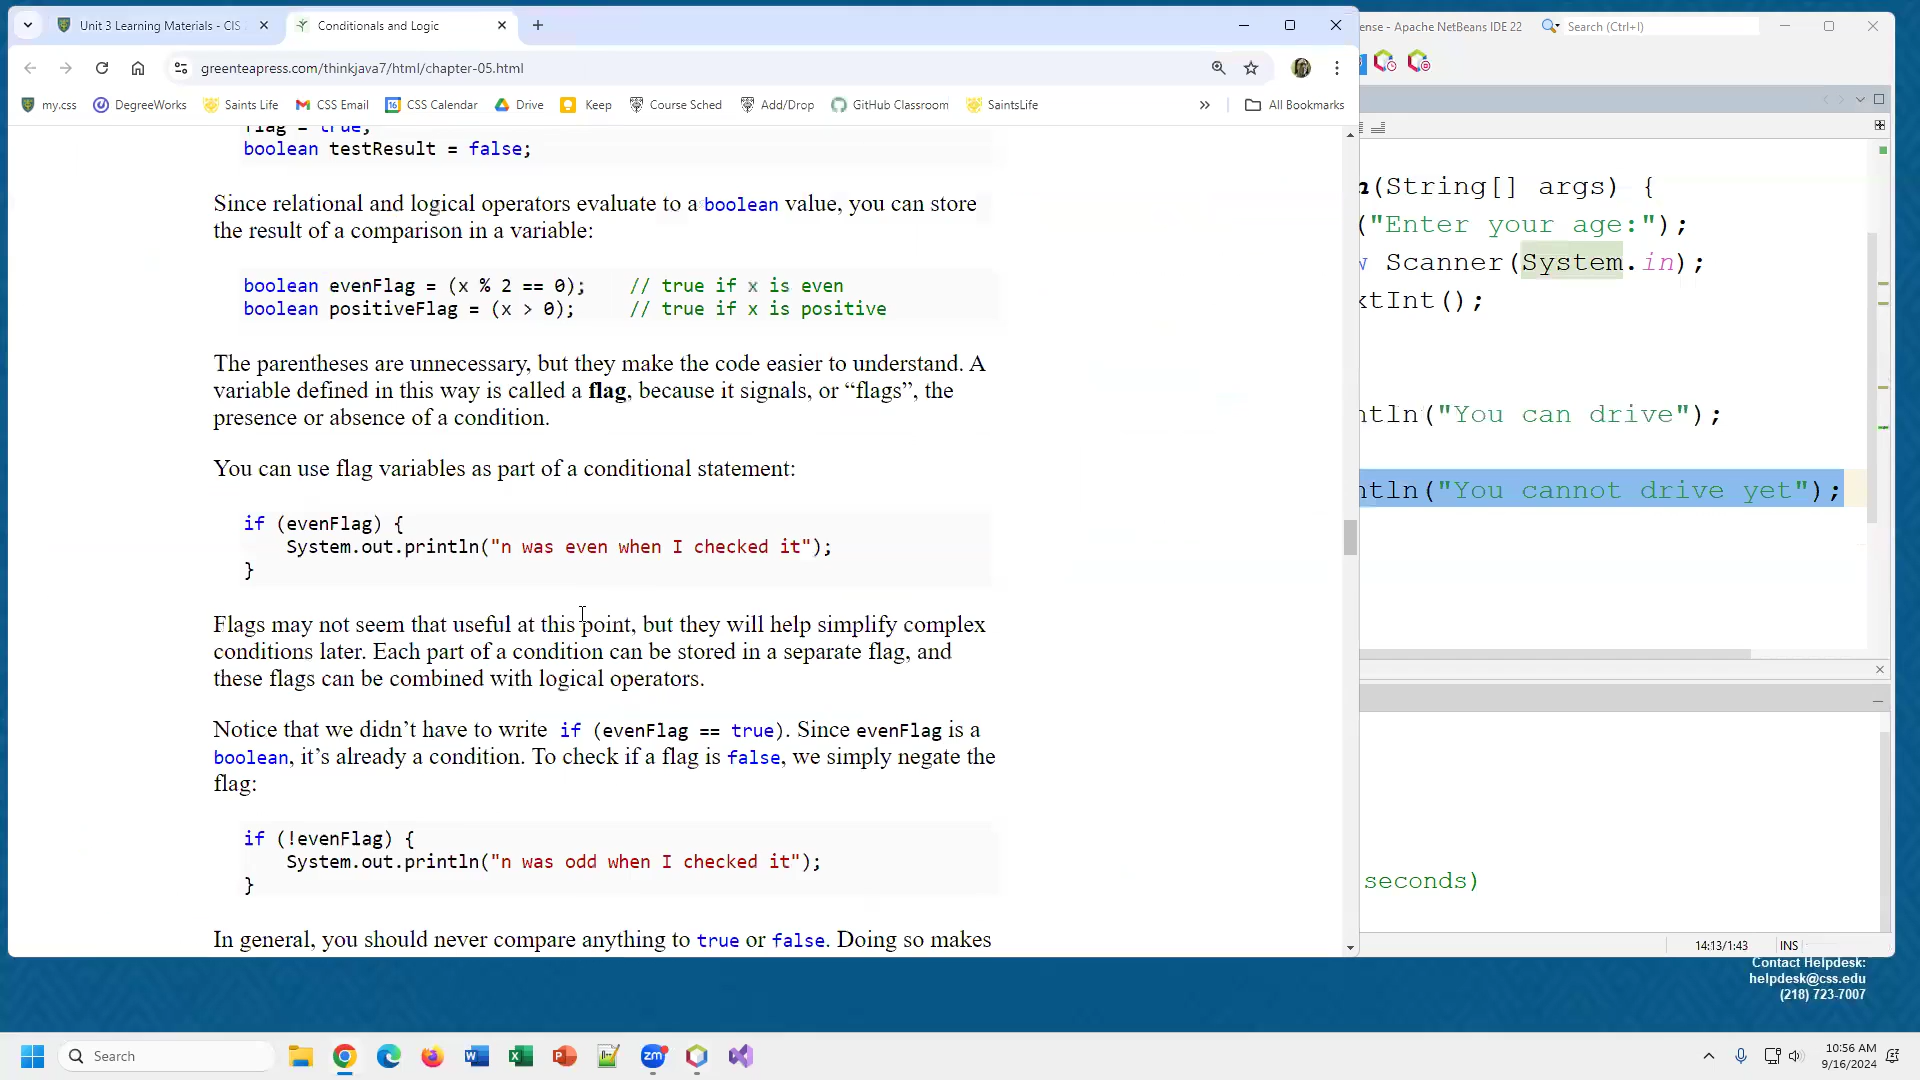 Unit 3 Learning Materials - CIS
Conditionals and Logic
ense - Apache NetBeans IDE 22
Search (Ctrl+I)
greenteapress.com/thinkjava7/html/chapter-05.html
my.css
DegreeWorks
Saints Life
CSS Email
CSS Calendar
Drive
Keep
Course Sched
Add/Drop
GitHub Classroom
SaintsLife
»
All Bookmarks
flag = true;
boolean testResult = false;
Since relational and logical operators evaluate to a boolean value, you can store
the result of a comparison in a variable:
boolean evenFlag = (x % 2 == 0);    // true if x is even
boolean positiveFlag = (x > 0);     // true if x is positive
The parentheses are unnecessary, but they make the code easier to understand. A
variable defined in this way is called a flag, because it signals, or “flags”, the
presence or absence of a condition.
You can use flag variables as part of a conditional statement:
if (evenFlag) {
System.out.println("n was even when I checked it");
}
Flags may not seem that useful at this point, but they will help simplify complex
conditions later. Each part of a condition can be stored in a separate flag, and
these flags can be combined with logical operators.
Notice that we didn’t have to write if (evenFlag == true). Since evenFlag is a
boolean, it’s already a condition. To check if a flag is false, we simply negate the
flag:
if (!evenFlag) {
System.out.println("n was odd when I checked it");
}
In general, you should never compare anything to true or false. Doing so makes
n(String[] args) {
("Enter your age:");
w Scanner(System.in);
xtInt();
ntln("You can drive");
ntln("You cannot drive yet");
seconds)
14:13/1:43
INS
Contact Helpdesk:
helpdesk@css.edu
(218) 723-7007
Search
zm
10:56 AM
9/16/2024